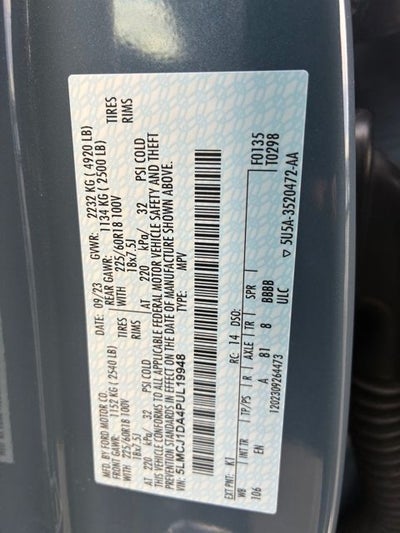 MFD. BY FORD MOTOR CO.
DATE: 09/23 GVWR: 2232 KG ( 4920 LB)
FRONT GAWR: 1152 KG ( 2540 LB) REAR GAWR: 1134 KG ( 2500 LB)
WITH 225/60R18 100V TIRES WITH 225/60R18 100V TIRES
18x7.5J RIMS 18x7.5J RIMS
AT 220 kPa/ 32 PSI COLD AT 220 kPa/ 32 PSI COLD
THIS VEHICLE CONFORMS TO ALL APPLICABLE FEDERAL MOTOR VEHICLE SAFETY AND THEFT
PREVENTION STANDARDS IN EFFECT ON THE DATE OF MANUFACTURE SHOWN ABOVE.
VIN: 5LMCJ1DA4PUL19948 TYPE: MPV
F0135
T0298
EXT PNT: K1 RC: 14 DSO:
WB INT TR TP/PS R AXLE TR SPR
106 EN A B1 8 BBBB
1202309264473 ULC
▽ 5U5A-3520472-AA